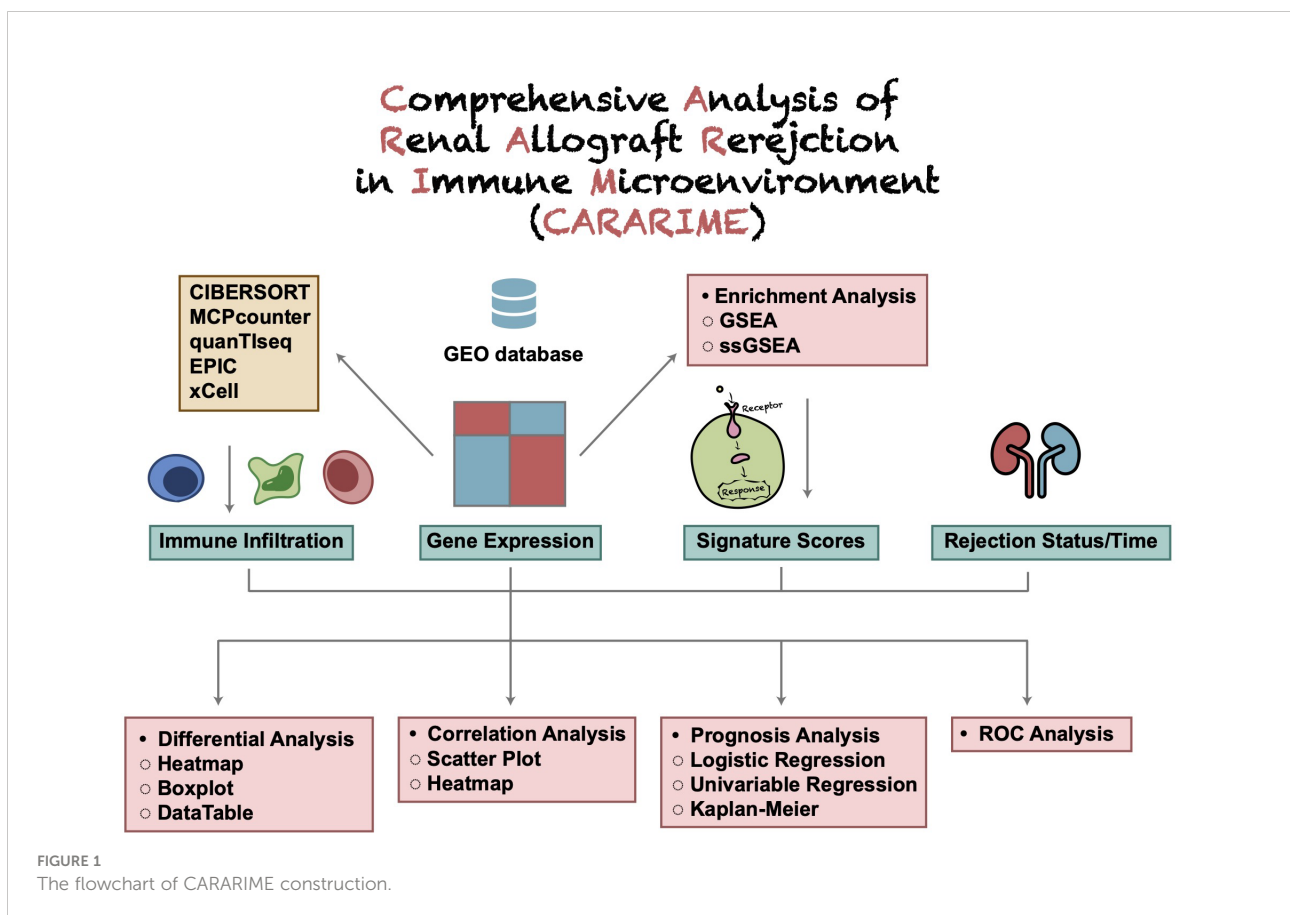 Comprehensive Analysis of
Renal Allograft Rerejction
in Immune Microenvironment
(CARARIME)
CIBERSORT
MCPcounter
quanTIseq
EPIC
xCell
GEO database
• Enrichment Analysis
○ GSEA
○ ssGSEA
Receptor
Response
Immune Infiltration
Gene Expression
Signature Scores
Rejection Status/Time
• Differential Analysis
○ Heatmap
○ Boxplot
○ DataTable
• Correlation Analysis
○ Scatter Plot
○ Heatmap
• Prognosis Analysis
○ Logistic Regression
○ Univariable Regression
○ Kaplan-Meier
• ROC Analysis
FIGURE 1
The flowchart of CARARIME construction.